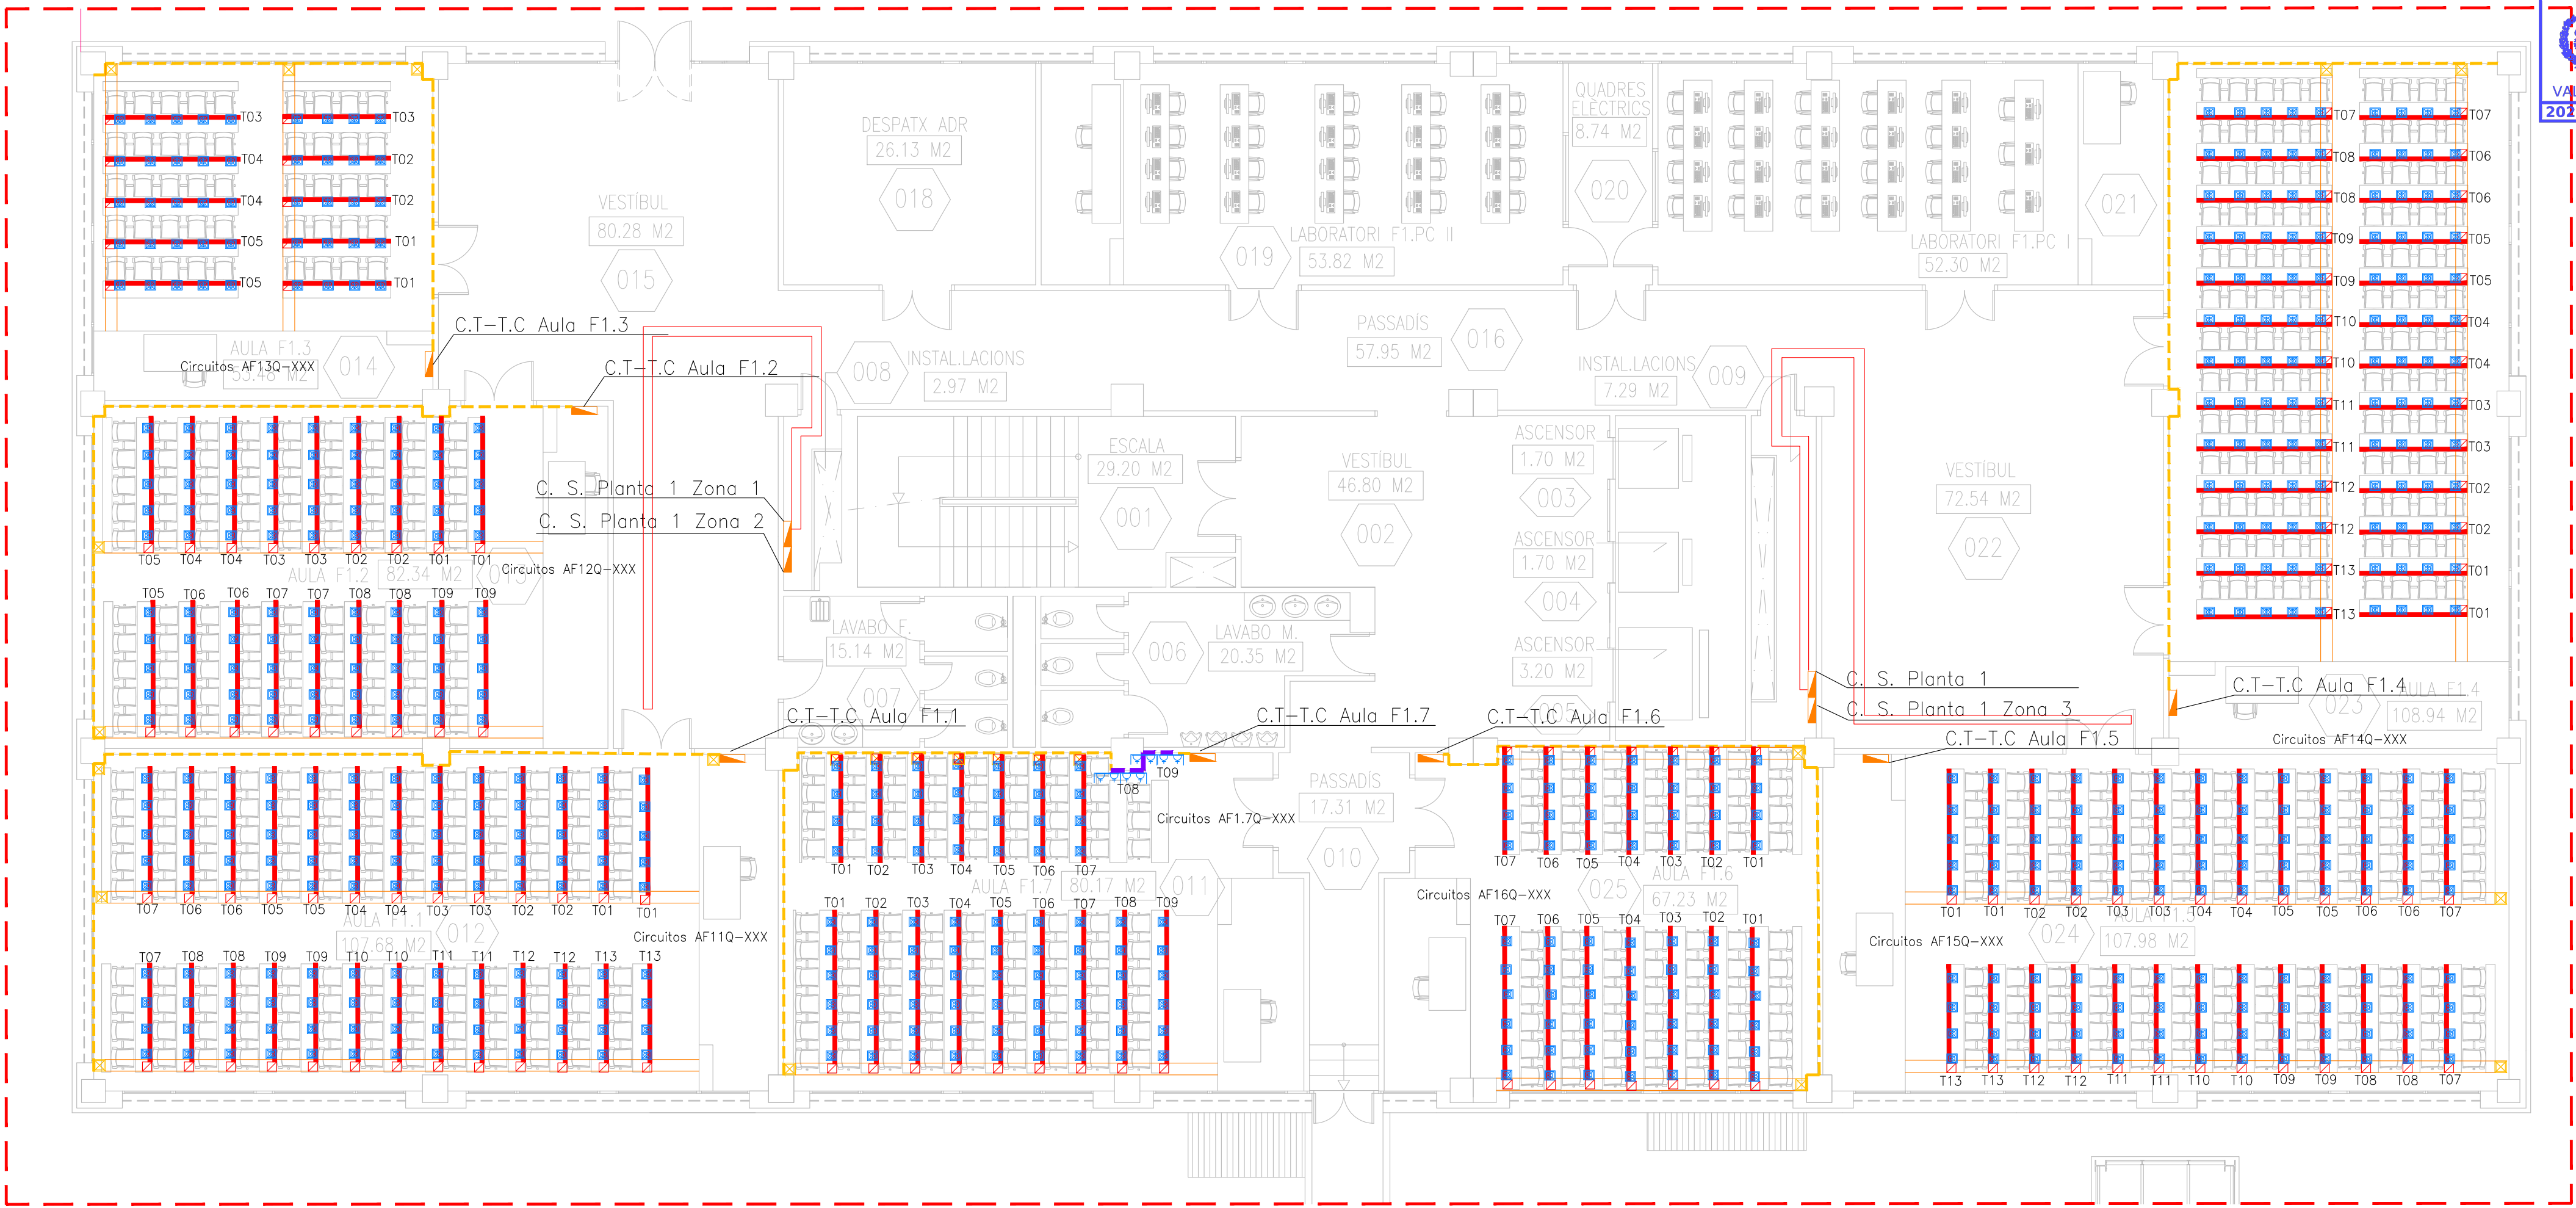 VA
202
QUADRES
ELÈCTRICS
8.74 M2
020
DESPATX ADR
26.13 M2
018
VESTÍBUL
80.28 M2
015
LABORATORI F1.PC II
019
53.82 M2
LABORATORI F1.PC I
52.30 M2
021
T03 T03
T04 T02
T04 T02
T05 T01
T05 T01
T07 T07
T08 T06
T08 T06
T09 T05
T09 T05
T10 T04
T10 T04
T11 T03
T11 T03
T12 T02
T12 T02
T13 T01
T13 T01
C.T-T.C Aula F1.3
AULA F1.3
014
Circuitos AF13Q-XXX
53.48 M2
C.T-T.C Aula F1.2
008
INSTAL.LACIONS
2.97 M2
PASSADÍS
57.95 M2
016
INSTAL.LACIONS
7.29 M2
009
C. S. Planta 1 Zona 1
C. S. Planta 1 Zona 2
ESCALA
29.20 M2
001
VESTÍBUL
46.80 M2
002
ASCENSOR
1.70 M2
003
ASCENSOR
1.70 M2
004
ASCENSOR
3.20 M2
005
VESTÍBUL
72.54 M2
022
T05 T04 T04 T03 T03 T02 T02 T01 T01
AULA F1.2
82.34 M2
013
Circuitos AF12Q-XXX
T05 T06 T06 T07 T07 T08 T08 T09 T09
LAVABO F.
15.14 M2
007
006
LAVABO M.
20.35 M2
C. S. Planta 1
C. S. Planta 1 Zona 3
C.T-T.C Aula F1.4
AULA F1.4
023
108.94 M2
Circuitos AF14Q-XXX
C.T-T.C Aula F1.1
C.T-T.C Aula F1.7
C.T-T.C Aula F1.6
C.T-T.C Aula F1.5
T09
T08
PASSADÍS
17.31 M2
010
Circuitos AF1.7Q-XXX
T01 T02 T03 T04 T05 T06 T07
AULA F1.7
80.17 M2
011
T01 T02 T03 T04 T05 T06 T07 T08 T09
T07 T06 T05 T04 T03 T02 T01
AULA F1.6
025
67.23 M2
Circuitos AF16Q-XXX
T07 T06 T05 T04 T03 T02 T01
T07 T06 T06 T05 T05 T04 T04 T03 T03 T02 T02 T01 T01
AULA F1.1
107.68 M2
012
Circuitos AF11Q-XXX
T07 T08 T08 T09 T09 T10 T10 T11 T11 T12 T12 T13 T13
T01 T01 T02 T02 T03 T03 T04 T04 T05 T05 T06 T06 T07
AULA F1.5
024
107.98 M2
Circuitos AF15Q-XXX
T13 T13 T12 T12 T11 T11 T10 T10 T09 T09 T08 T08 T07